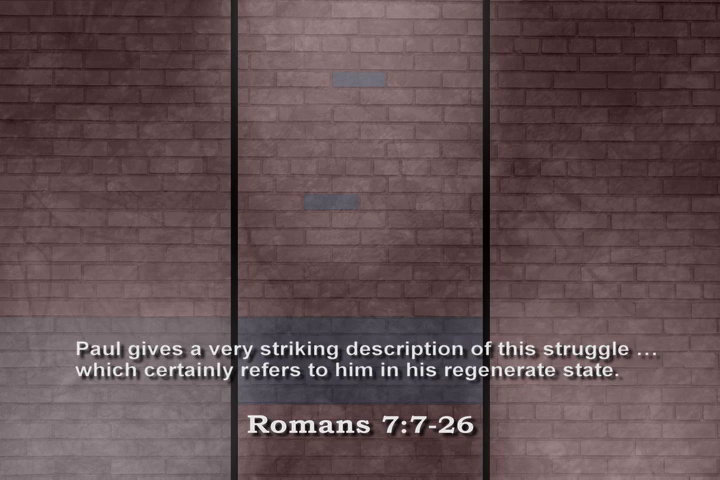 Paul gives a very striking description of this struggle ...
which certainly refers to him in his regenerate state.
Romans 7:7-26